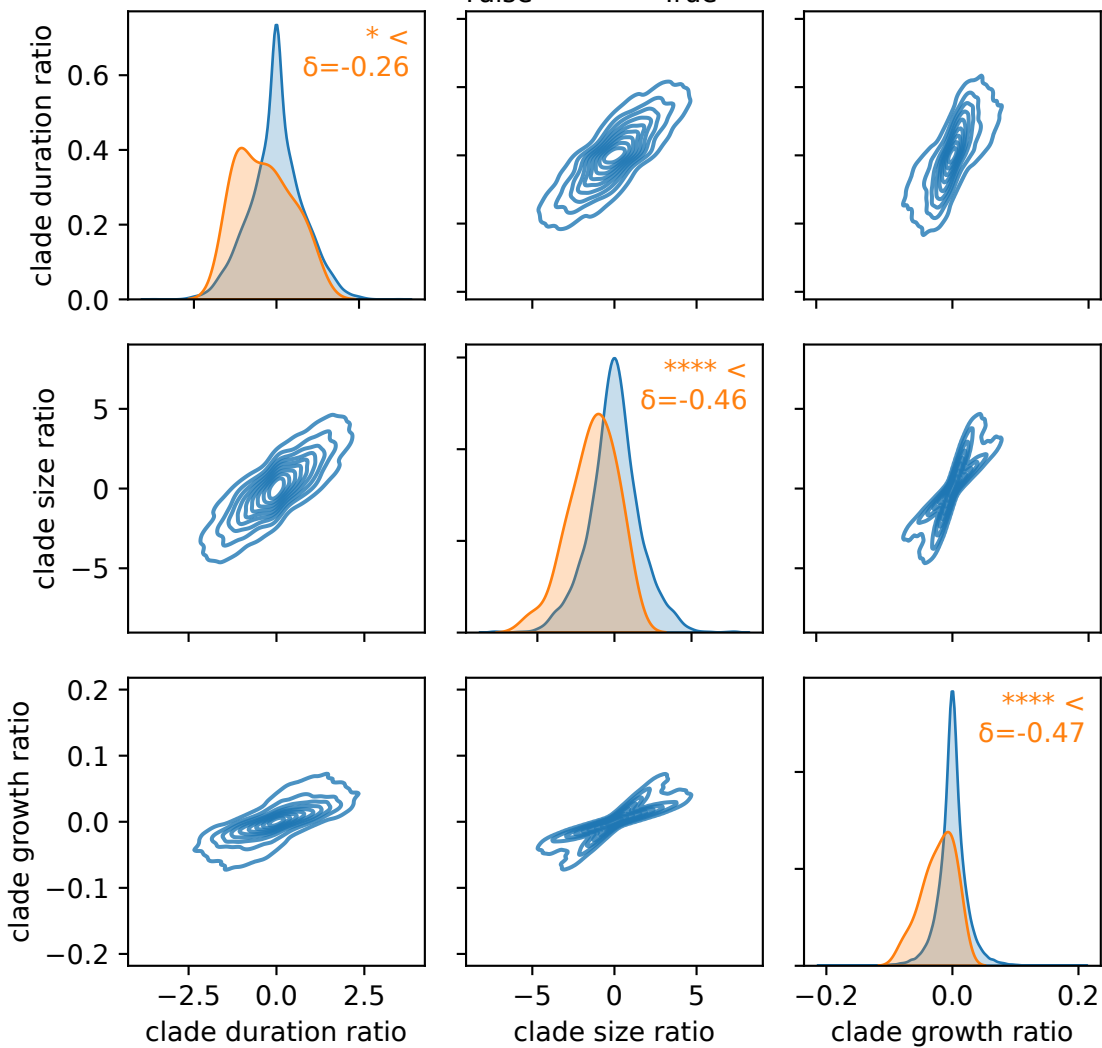 clade duration ratio
0.6
0.4
0.2
0.0
* <
δ=-0.26
clade size ratio
5
0
−5
**** <
δ=-0.46
clade growth ratio
0.2
0.1
0.0
−0.1
−0.2
**** <
δ=-0.47
−2.5 0.0 2.5
−5 0 5
−0.2 0.0 0.2
clade duration ratio
clade size ratio
clade growth ratio